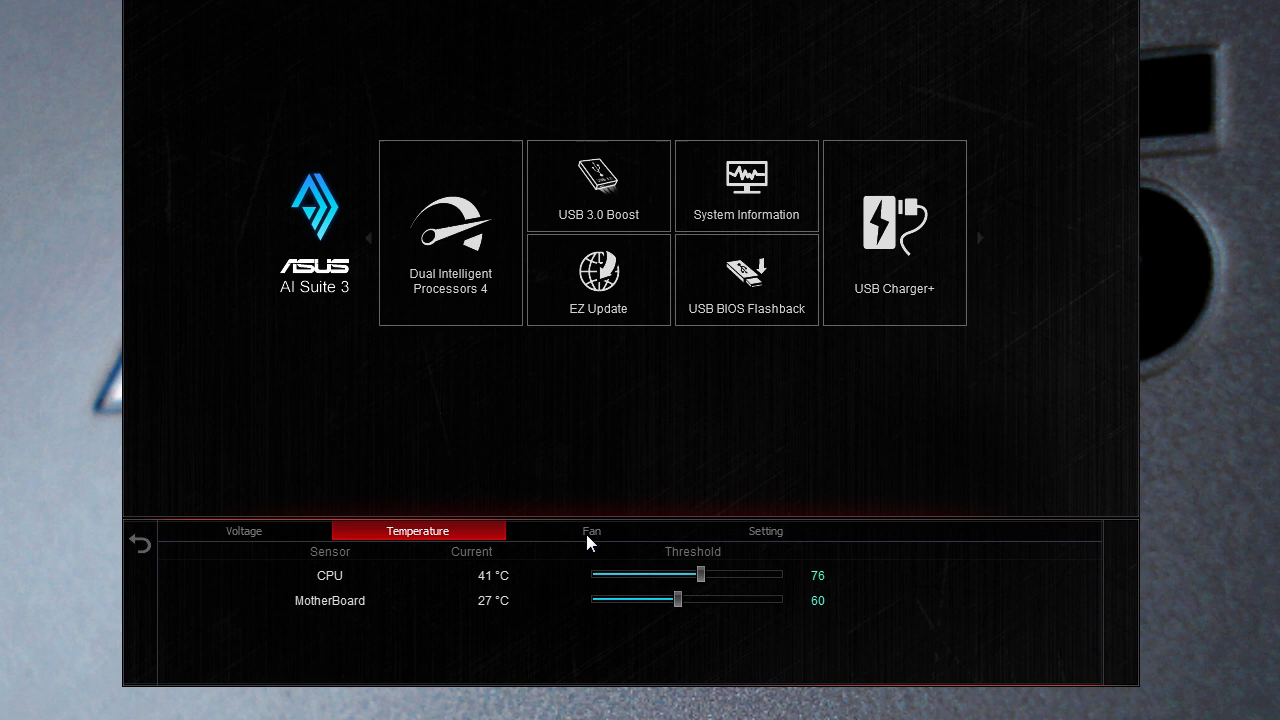 ASUS
AI Suite 3
Dual Intelligent
Processors 4
USB 3.0 Boost
EZ Update
System Information
USB BIOS Flashback
USB Charger+
Voltage Temperature Fan Setting
Sensor Current Threshold
CPU 41 °C 76
MotherBoard 27 °C 60